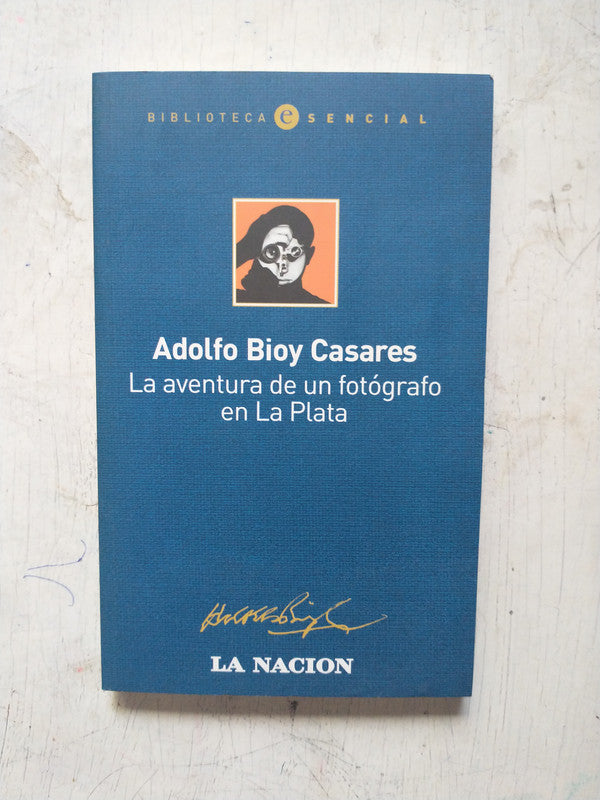 BIBLIOTECA eSENCIAL
Adolfo Bioy Casares
La aventura de un fotógrafo
en La Plata
LA NACION